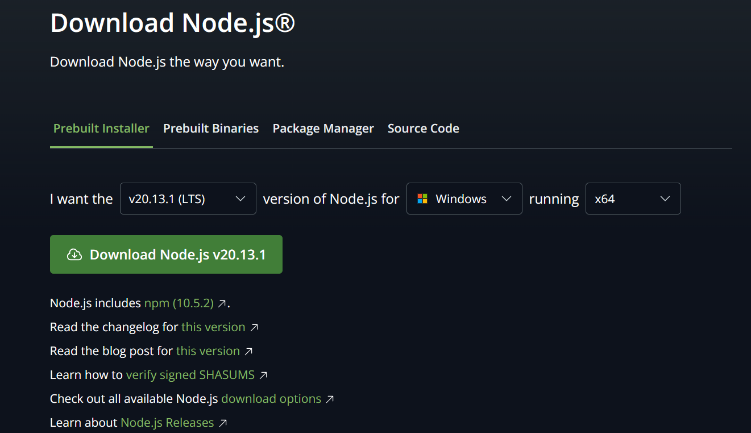 Download Node.js®
Download Node.js the way you want.
Prebuilt Installer Prebuilt Binaries Package Manager Source Code
I want the v20.13.1 (LTS) version of Node.js for Windows running x64
Download Node.js v20.13.1
Node.js includes npm (10.5.2) ↗.
Read the changelog for this version ↗
Read the blog post for this version ↗
Learn how to verify signed SHASUMS ↗
Check out all available Node.js download options ↗
Learn about Node.js Releases ↗